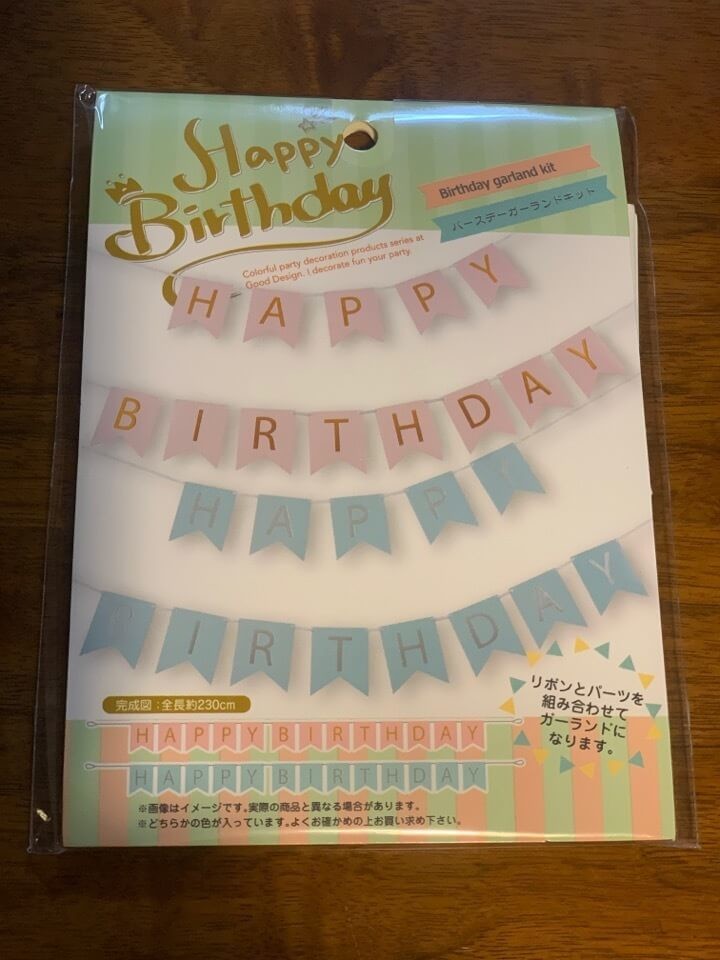 Happy
Birthday
Birthday garland kit
バースデーガーランドキット
Colorful party decoration products series at
Good Design. I decorate fun your party.
HAPPY
BIRTHDAY
HAPPY
BIRTHDAY
完成図：全長約230cm
リボンとパーツを
組み合わせて
ガーランドに
なります。
HAPPYBIRTHDAY
HAPPYBIRTHDAY
※画像はイメージです。実際の商品と異なる場合があります。
※どちらかの色が入っています。よくお確かめの上お買い求め下さい。